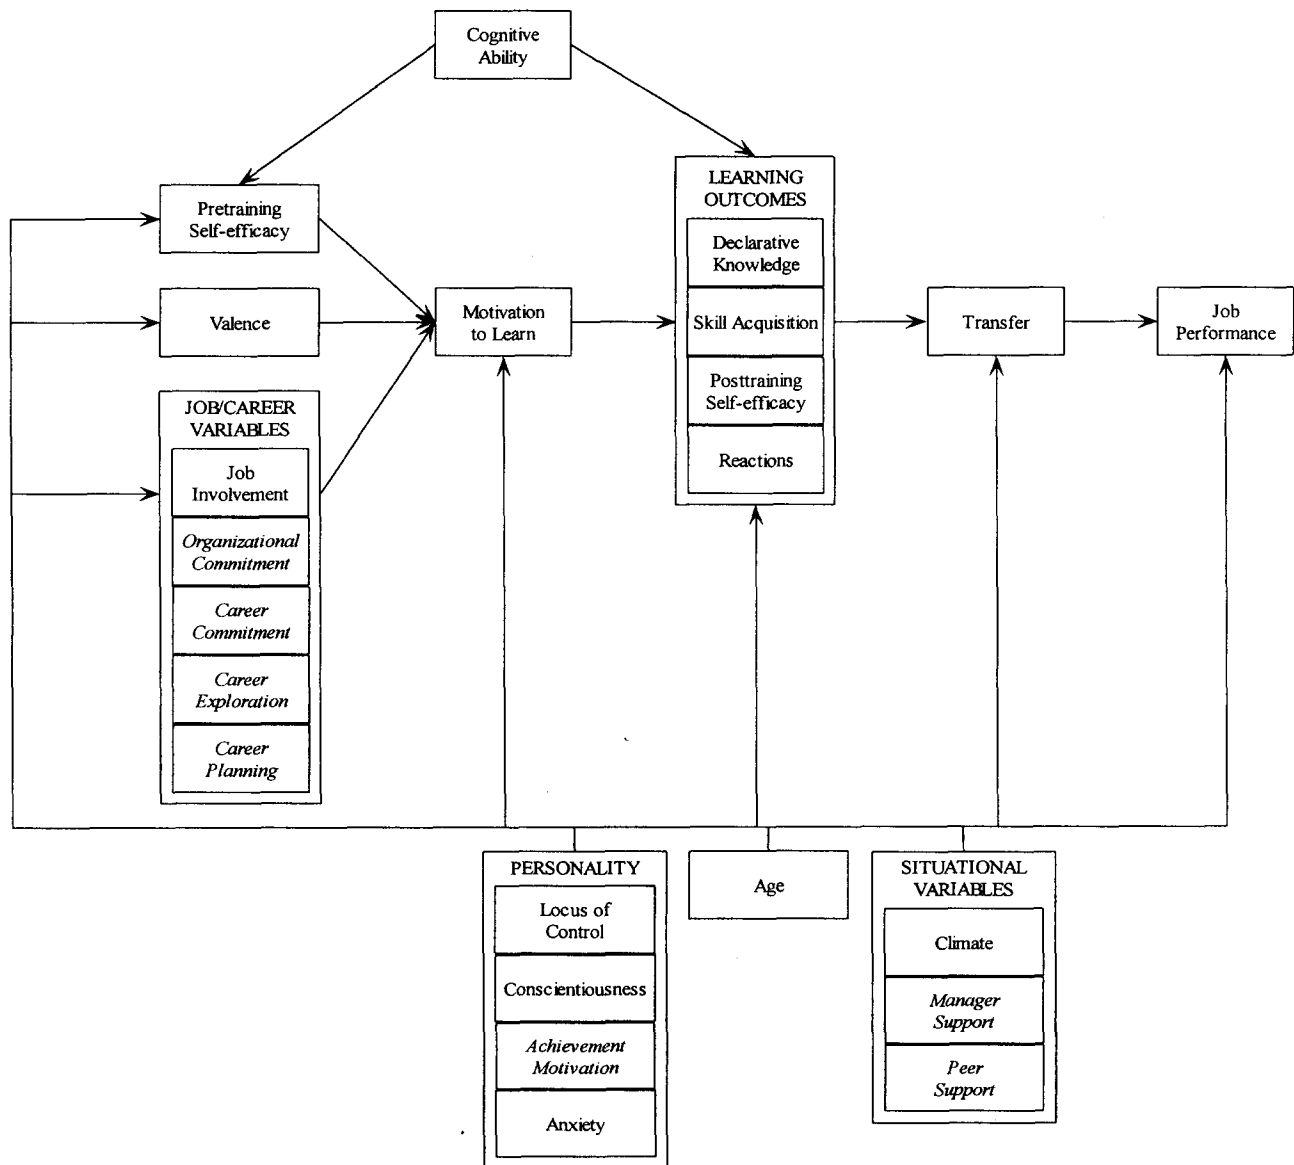 Cognitive
Ability
Pretraining
Self-efficacy
Valence
JOB/CAREER
VARIABLES
Job
Involvement
Organizational
Commitment
Career
Commitment
Career
Exploration
Career
Planning
Motivation
to Learn
LEARNING
OUTCOMES
Declarative
Knowledge
Skill Acquisition
Posttraining
Self-efficacy
Reactions
Transfer
Job
Performance
PERSONALITY
Locus of
Control
Conscientiousness
Achievement
Motivation
Anxiety
Age
SITUATIONAL
VARIABLES
Climate
Manager
Support
Peer
Support